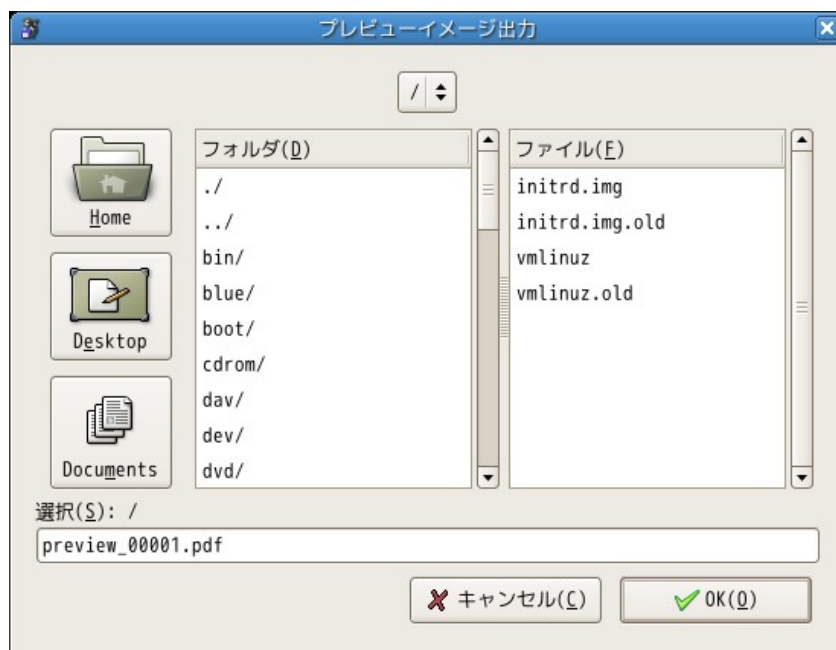 プレビューイメージ出力
/
Home
Desktop
Documents
フォルダ(D)
./
../
bin/
blue/
boot/
cdrom/
dav/
dev/
dvd/
ファイル(F)
initrd.img
initrd.img.old
vmlinuz
vmlinuz.old
選択(S): /
preview_00001.pdf
キャンセル(C)
OK(O)